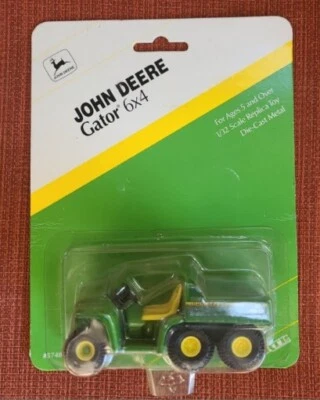 JOHN DEERE
JOHN DEERE
Gator 6x4
For Ages 3 and Over
1/32 Scale Replica Toy
Die-Cast Metal
ERTL